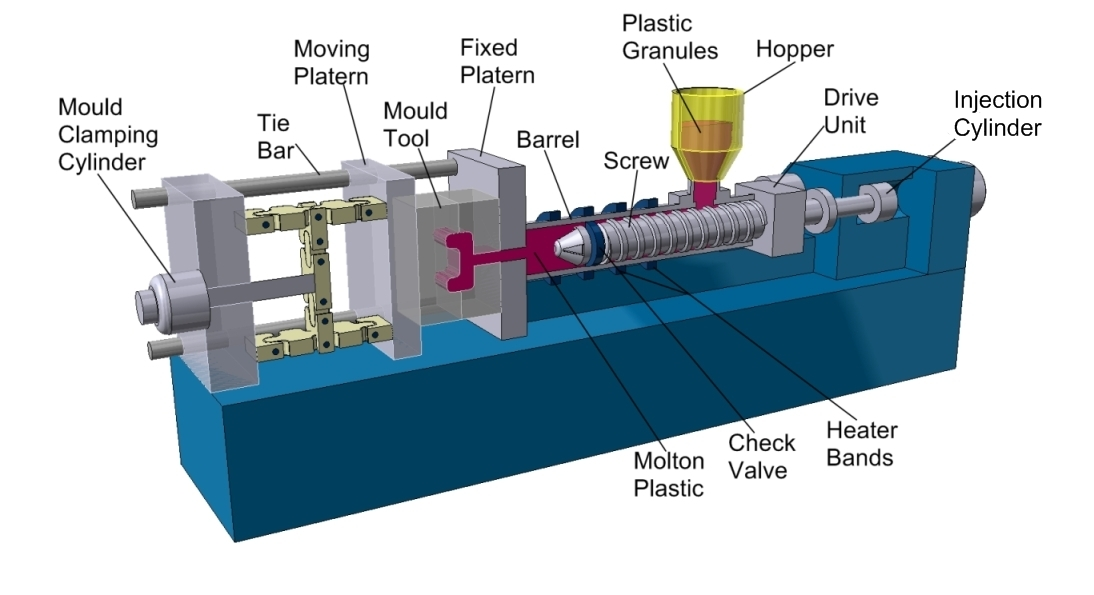 Plastic
Granules
Hopper
Moving
Platern
Fixed
Platern
Mould
Clamping
Cylinder
Tie
Bar
Mould
Tool
Barrel
Screw
Drive
Unit
Injection
Cylinder
Molton
Plastic
Check
Valve
Heater
Bands